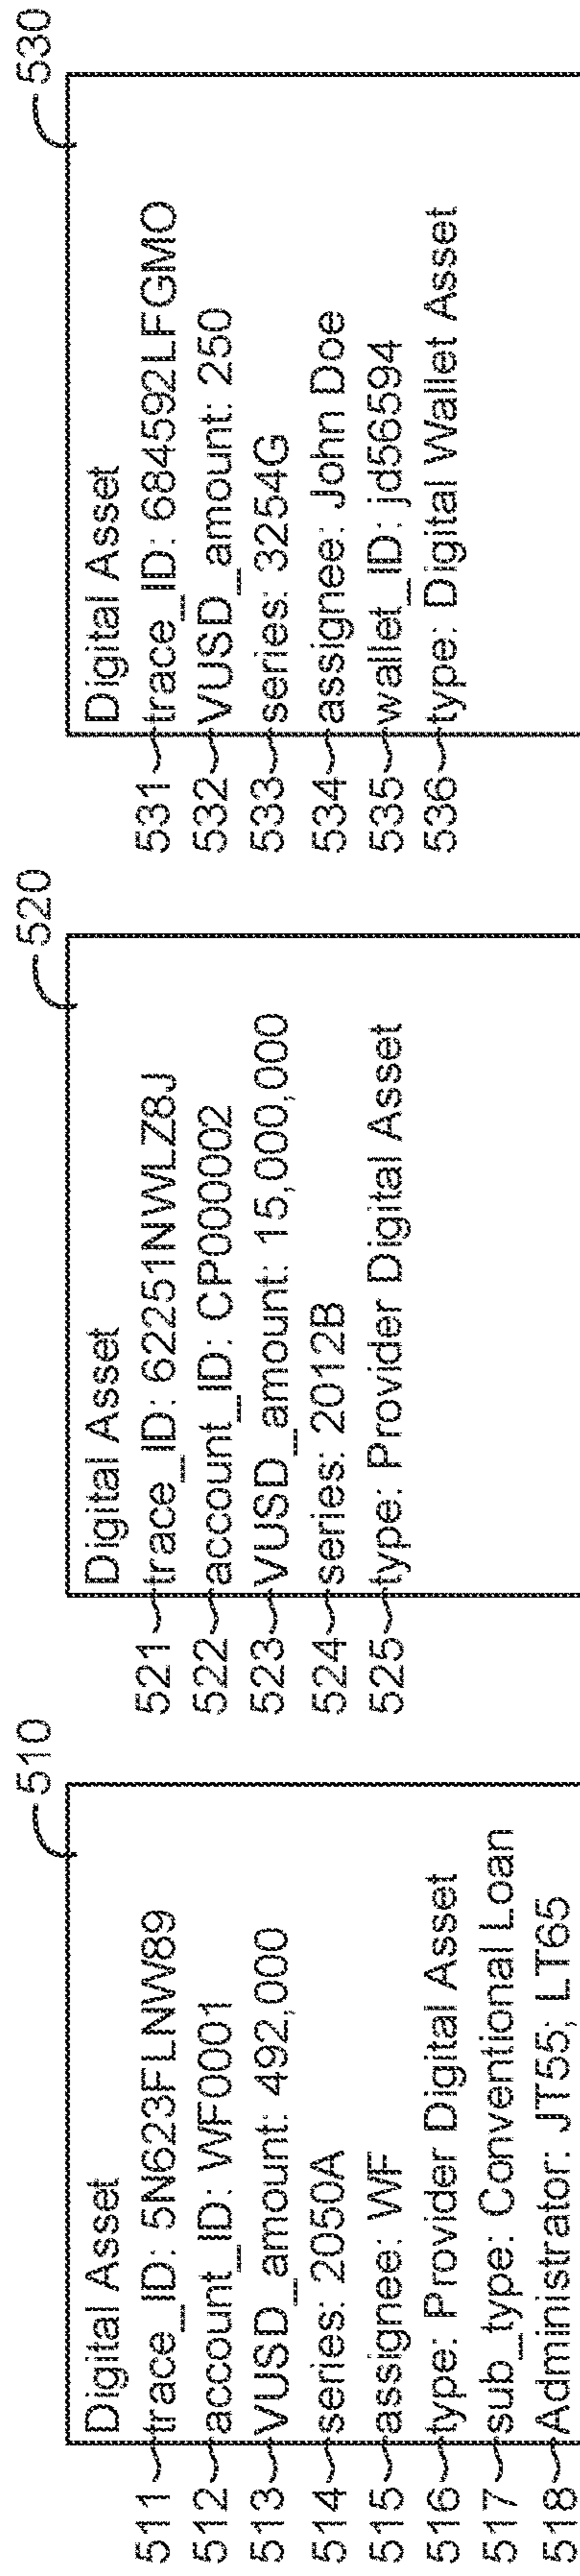 510
Digital Asset
511 trace_ID: 5N623FLNW89
512 account_ID: WF0001
513 VUSD_amount: 492,000
514 series: 2050A
515 assignee: WF
516 type: Provider Digital Asset
517 sub_type: Conventional Loan
518 Administrator: JT55; LT65
520
Digital Asset
521 trace_ID: 62251NWLZ8J
522 account_ID: CP000002
523 VUSD_amount: 15,000,000
524 series: 2012B
525 type: Provider Digital Asset
530
Digital Asset
531 trace_ID: 684592LFGMO
532 VUSD_amount: 250
533 series: 3254G
534 assignee: John Doe
535 wallet_ID: jd56594
536 type: Digital Wallet Asset